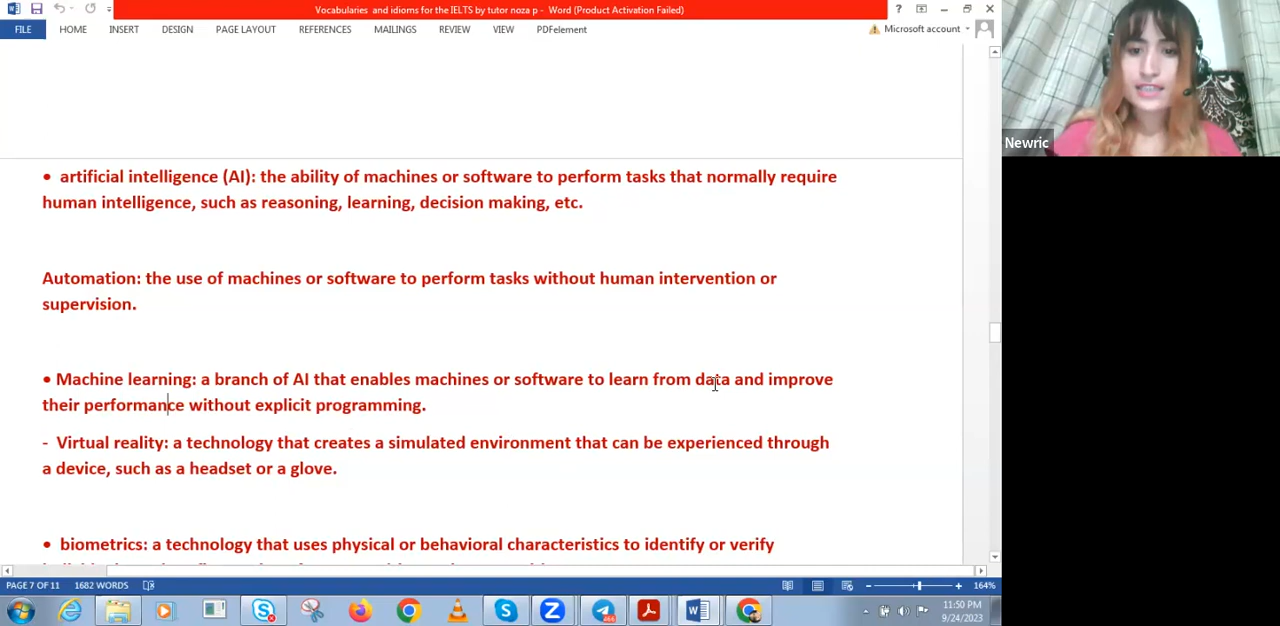 Vocabularies and idioms for the IELTS by tutor noza p - Word (Product Activation Failed)
FILE HOME INSERT DESIGN PAGE LAYOUT REFERENCES MAILINGS REVIEW VIEW PDFelement Microsoft account
Newric
• artificial intelligence (AI): the ability of machines or software to perform tasks that normally require
human intelligence, such as reasoning, learning, decision making, etc.
Automation: the use of machines or software to perform tasks without human intervention or
supervision.
• Machine learning: a branch of AI that enables machines or software to learn from data and improve
their performance without explicit programming.
- Virtual reality: a technology that creates a simulated environment that can be experienced through
a device, such as a headset or a glove.
• biometrics: a technology that uses physical or behavioral characteristics to identify or verify
PAGE 7 OF 11 1682 WORDS 164%
11:50 PM
9/24/2023